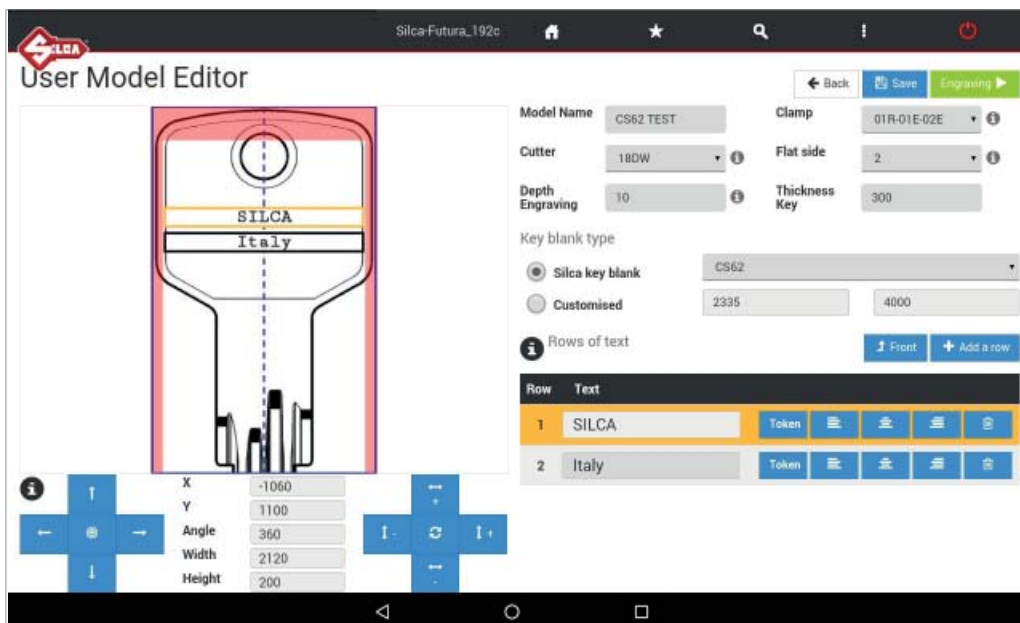 Silca-Futura_192c
SILCA
User Model Editor
Back
Save
Engraving
SILCA
Italy
Model Name
CS62 TEST
Clamp
01R-01E-02E
Cutter
18DW
Flat side
2
Depth Engraving
10
Thickness Key
300
Key blank type
Silca key blank
CS62
Customised
2335
4000
Rows of text
Front
+ Add a row
Row Text
1 SILCA Token
2 Italy Token
X -1060
Y 1100
Angle 360
Width 2120
Height 200
+
-
+
-